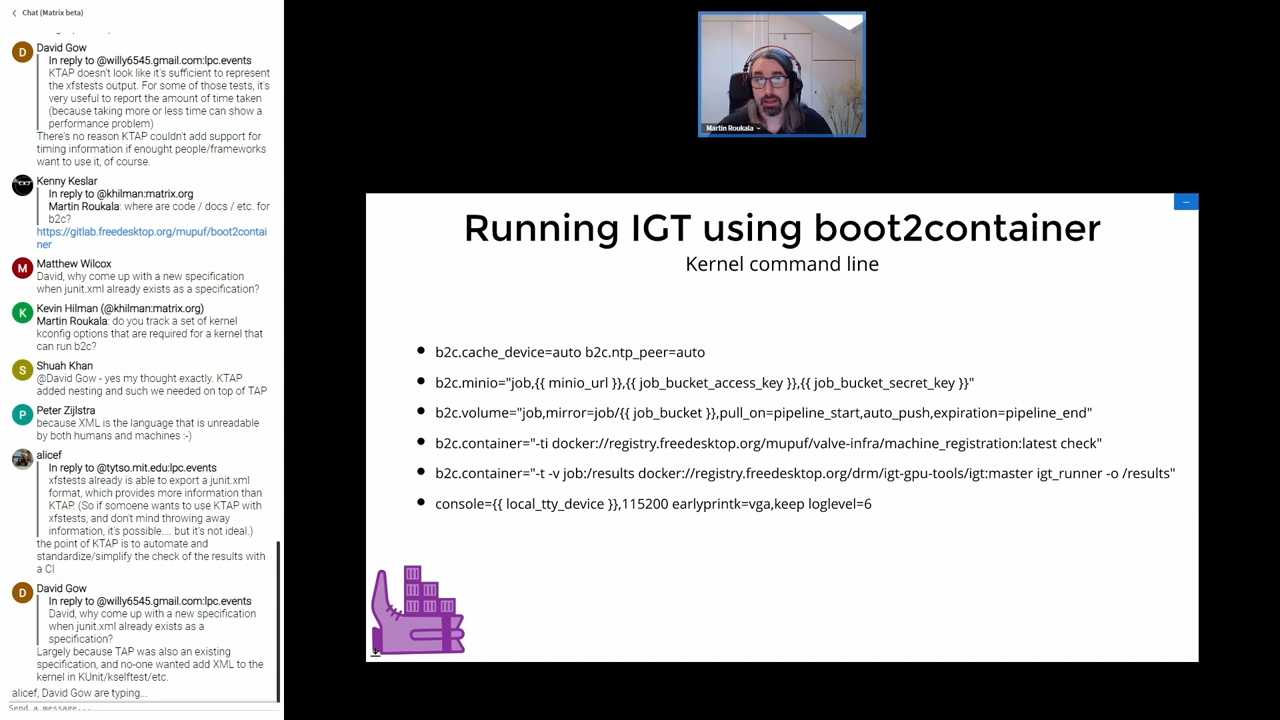 Chat (Matrix beta)
David Gow
In reply to @willy6545.gmail.com:lpc.events
KTAP doesn't look like it's sufficient to represent
the xfstests output. For some of those tests, it's
very useful to report the amount of time taken
(because taking more or less time can show a
performance problem)
There's no reason KTAP couldn't add support for
timing information if enought people/frameworks
want to use it, of course.
Kenny Keslar
In reply to @khilman:matrix.org
Martin Roukala: where are code / docs / etc. for
b2c?
https://gitlab.freedesktop.org/mupuf/boot2contai
ner
M
Matthew Wilcox
David, why come up with a new specification
when junit.xml already exists as a specification?
K
Kevin Hilman (@khilman:matrix.org)
Martin Roukala: do you track a set of kernel
kconfig options that are required for a kernel that
can run b2c?
S
Shuah Khan
@David Gow - yes my thought exactly. KTAP
added nesting and such we needed on top of TAP
P
Peter Zijlstra
because XML is the language that is unreadable
by both humans and machines :-)
alicef
In reply to @tytso.mit.edu:lpc.events
xfstests already is able to export a junit.xml
format, which provides more information than
KTAP. (So if somoene wants to use KTAP with
xfstests, and don't mind throwing away
information, it's possible.... but it's not ideal.)
the point of KTAP is to automate and
standardize/simplify the check of the results with
a CI
D
David Gow
In reply to @willy6545.gmail.com:lpc.events
David, why come up with a new specification
when junit.xml already exists as a
specification?
Largely because TAP was also an existing
specification, and no-one wanted add XML to the
kernel in KUnit/kselftest/etc.
alicef, David Gow are typing...
Send a message...
Martin Roukala
Running IGT using boot2container
Kernel command line
b2c.cache_device=auto b2c.ntp_peer=auto
b2c.minio="job,{{ minio_url }},{{ job_bucket_access_key }},{{ job_bucket_secret_key }}"
b2c.volume="job,mirror=job/{{ job_bucket }},pull_on=pipeline_start,auto_push,expiration=pipeline_end"
b2c.container="-ti docker://registry.freedesktop.org/mupuf/valve-infra/machine_registration:latest check"
b2c.container="-t -v job:/results docker://registry.freedesktop.org/drm/igt-gpu-tools/igt:master igt_runner -o /results"
console={{ local_tty_device }},115200 earlyprintk=vga,keep loglevel=6